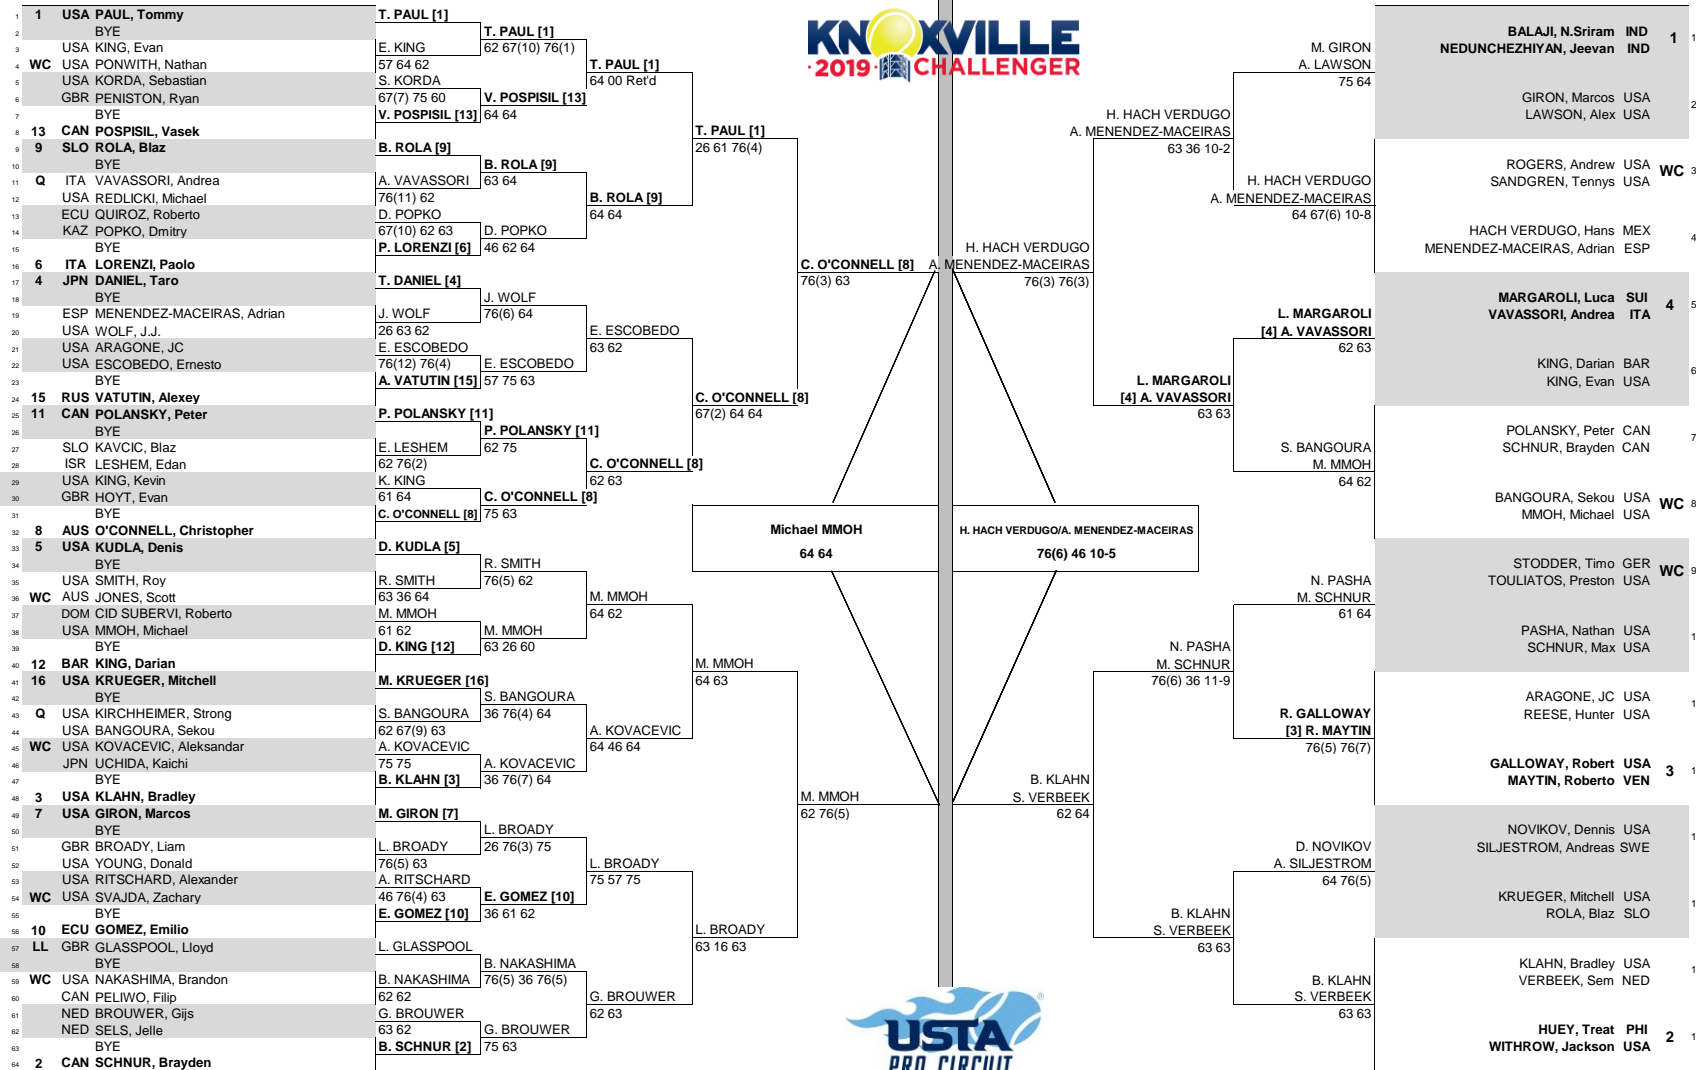 KNOXVILLE
2019 CHALLENGER
1 1 USA PAUL, Tommy
2 BYE
3 USA KING, Evan
4 WC USA PONWITH, Nathan
5 USA KORDA, Sebastian
6 GBR PENISTON, Ryan
7 BYE
8 13 CAN POSPISIL, Vasek
9 9 SLO ROLA, Blaz
10 BYE
11 Q ITA VAVASSORI, Andrea
12 USA REDLICKI, Michael
13 ECU QUIROZ, Roberto
14 KAZ POPKO, Dmitry
15 BYE
16 6 ITA LORENZI, Paolo
17 4 JPN DANIEL, Taro
18 BYE
19 ESP MENENDEZ-MACEIRAS, Adrian
20 USA WOLF, J.J.
21 USA ARAGONE, JC
22 USA ESCOBEDO, Ernesto
23 BYE
24 15 RUS VATUTIN, Alexey
25 11 CAN POLANSKY, Peter
26 BYE
27 SLO KAVCIC, Blaz
28 ISR LESHEM, Edan
29 USA KING, Kevin
30 GBR HOYT, Evan
31 BYE
32 8 AUS O'CONNELL, Christopher
33 5 USA KUDLA, Denis
34 BYE
35 USA SMITH, Roy
36 WC AUS JONES, Scott
37 DOM CID SUBERVI, Roberto
38 USA MMOH, Michael
39 BYE
40 12 BAR KING, Darian
41 16 USA KRUEGER, Mitchell
42 BYE
43 Q USA KIRCHHEIMER, Strong
44 USA BANGOURA, Sekou
45 WC USA KOVACEVIC, Aleksandar
46 JPN UCHIDA, Kaichi
47 BYE
48 3 USA KLAHN, Bradley
49 7 USA GIRON, Marcos
50 BYE
51 GBR BROADY, Liam
52 USA YOUNG, Donald
53 USA RITSCHARD, Alexander
54 WC USA SVAJDA, Zachary
55 BYE
56 10 ECU GOMEZ, Emilio
57 LL GBR GLASSPOOL, Lloyd
58 BYE
59 WC USA NAKASHIMA, Brandon
60 CAN PELIWO, Filip
61 NED BROUWER, Gijs
62 NED SELS, Jelle
63 BYE
64 2 CAN SCHNUR, Brayden
T. PAUL [1]
E. KING
57 64 62
S. KORDA
67(7) 75 60
V. POSPISIL [13]
B. ROLA [9]
A. VAVASSORI
76(11) 62
D. POPKO
67(10) 62 63
P. LORENZI [6]
T. DANIEL [4]
J. WOLF
26 63 62
E. ESCOBEDO
76(12) 76(4)
A. VATUTIN [15]
P. POLANSKY [11]
E. LESHEM
62 76(2)
K. KING
61 64
C. O'CONNELL [8]
D. KUDLA [5]
R. SMITH
63 36 64
M. MMOH
61 62
D. KING [12]
M. KRUEGER [16]
S. BANGOURA
62 67(9) 63
A. KOVACEVIC
75 75
B. KLAHN [3]
M. GIRON [7]
L. BROADY
76(5) 63
A. RITSCHARD
46 76(4) 63
E. GOMEZ [10]
L. GLASSPOOL
B. NAKASHIMA
62 62
G. BROUWER
63 62
B. SCHNUR [2]
T. PAUL [1]
62 67(10) 76(1)
V. POSPISIL [13]
64 64
B. ROLA [9]
63 64
D. POPKO
46 62 64
J. WOLF
76(6) 64
E. ESCOBEDO
57 75 63
P. POLANSKY [11]
62 75
C. O'CONNELL [8]
75 63
R. SMITH
76(5) 62
M. MMOH
63 26 60
S. BANGOURA
36 76(4) 64
A. KOVACEVIC
36 76(7) 64
L. BROADY
26 76(3) 75
E. GOMEZ [10]
36 61 62
B. NAKASHIMA
76(5) 36 76(5)
G. BROUWER
75 63
T. PAUL [1]
64 00 Ret'd
B. ROLA [9]
64 64
E. ESCOBEDO
63 62
C. O'CONNELL [8]
62 63
M. MMOH
64 62
A. KOVACEVIC
64 46 64
L. BROADY
75 57 75
G. BROUWER
62 63
T. PAUL [1]
26 61 76(4)
C. O'CONNELL [8]
67(2) 64 64
M. MMOH
64 63
L. BROADY
63 16 63
C. O'CONNELL [8]
76(3) 63
M. MMOH
62 76(5)
Michael MMOH
64 64
H. HACH VERDUGO/A. MENENDEZ-MACEIRAS
76(6) 46 10-5
H. HACH VERDUGO
A. MENENDEZ-MACEIRAS
76(3) 76(3)
B. KLAHN
S. VERBEEK
62 64
H. HACH VERDUGO
A. MENENDEZ-MACEIRAS
63 36 10-2
L. MARGAROLI
[4] A. VAVASSORI
63 63
N. PASHA
M. SCHNUR
76(6) 36 11-9
B. KLAHN
S. VERBEEK
63 63
M. GIRON
A. LAWSON
75 64
H. HACH VERDUGO
A. MENENDEZ-MACEIRAS
64 67(6) 10-8
L. MARGAROLI
[4] A. VAVASSORI
62 63
S. BANGOURA
M. MMOH
64 62
N. PASHA
M. SCHNUR
61 64
R. GALLOWAY
[3] R. MAYTIN
76(5) 76(7)
D. NOVIKOV
A. SILJESTROM
64 76(5)
B. KLAHN
S. VERBEEK
63 63
BALAJI, N.Sriram IND
NEDUNCHEZHIYAN, Jeevan IND 1 1
GIRON, Marcos USA
LAWSON, Alex USA 2
ROGERS, Andrew USA
SANDGREN, Tennys USA WC 3
HACH VERDUGO, Hans MEX
MENENDEZ-MACEIRAS, Adrian ESP 4
MARGAROLI, Luca SUI
VAVASSORI, Andrea ITA 4 5
KING, Darian BAR
KING, Evan USA 6
POLANSKY, Peter CAN
SCHNUR, Brayden CAN 7
BANGOURA, Sekou USA
MMOH, Michael USA WC 8
STODDER, Timo GER
TOULIATOS, Preston USA WC 9
PASHA, Nathan USA
SCHNUR, Max USA 1
ARAGONE, JC USA
REESE, Hunter USA 1
GALLOWAY, Robert USA
MAYTIN, Roberto VEN 3 1
NOVIKOV, Dennis USA
SILJESTROM, Andreas SWE 1
KRUEGER, Mitchell USA
ROLA, Blaz SLO 1
KLAHN, Bradley USA
VERBEEK, Sem NED 1
HUEY, Treat PHI
WITHROW, Jackson USA 2 1
USTA ®
PRO CIRCUIT